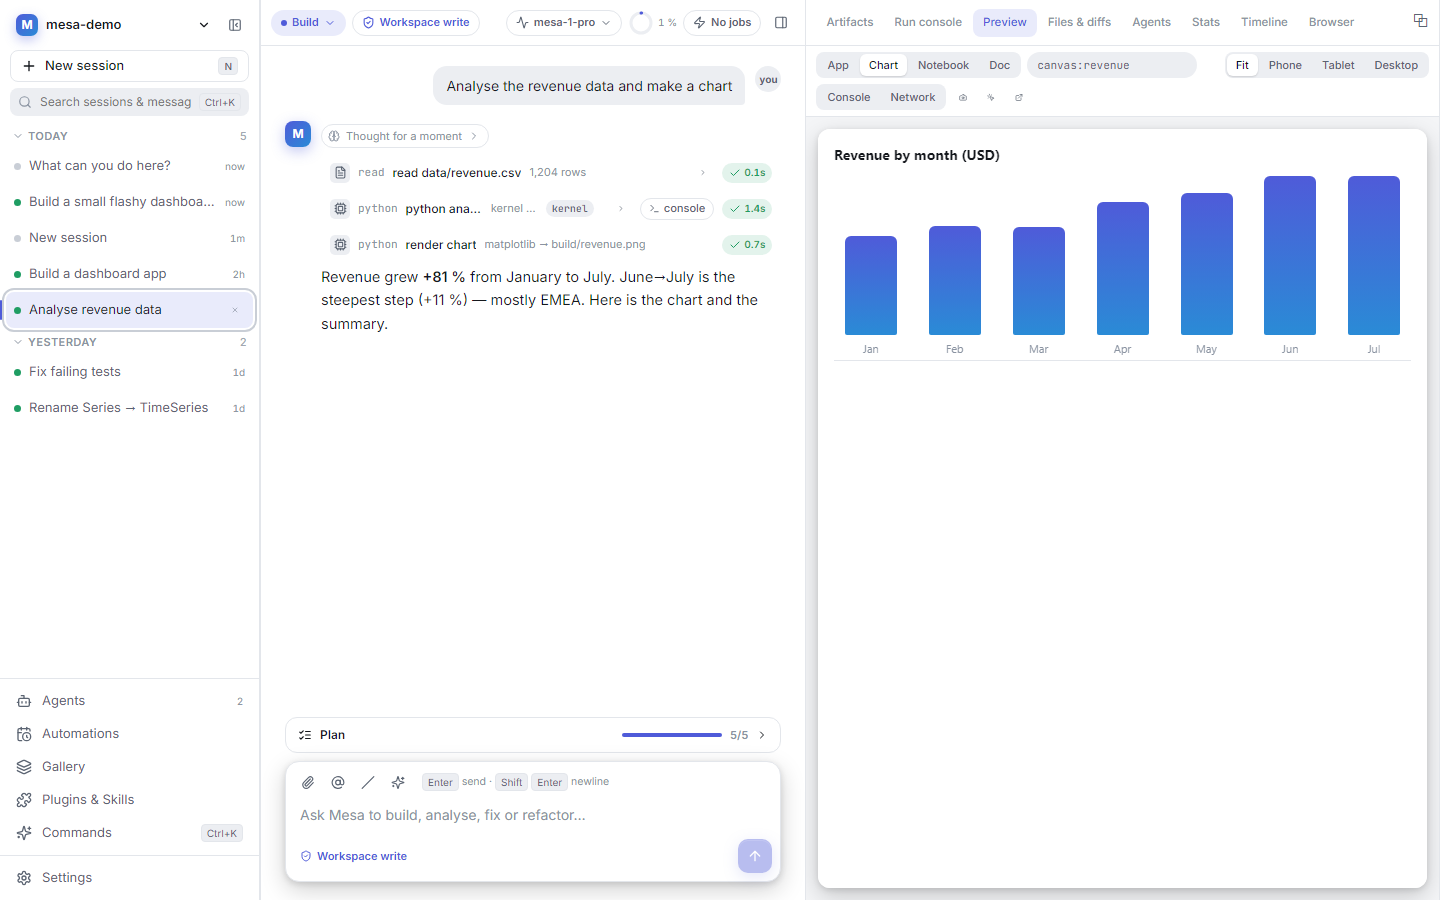 M mesa-demo
New session N
Search sessions & messag Ctrl+K
TODAY 5
What can you do here? now
Build a small flashy dashboa... now
New session 1m
Build a dashboard app 2h
Analyse revenue data ×
YESTERDAY 2
Fix failing tests 1d
Rename Series → TimeSeries 1d
Agents 2
Automations
Gallery
Plugins & Skills
Commands Ctrl+K
Settings
Build Workspace write mesa-1-pro 1 % No jobs
Analyse the revenue data and make a chart you
M Thought for a moment
read read data/revenue.csv 1,204 rows 0.1s
python python ana... kernel ... kernel console 1.4s
python render chart matplotlib → build/revenue.png 0.7s
Revenue grew +81 % from January to July. June→July is the
steepest step (+11 %) — mostly EMEA. Here is the chart and the
summary.
Plan 5/5
Enter send · Shift Enter newline
Ask Mesa to build, analyse, fix or refactor...
Workspace write
Artifacts Run console Preview Files & diffs Agents Stats Timeline Browser
App Chart Notebook Doc canvas:revenue Fit Phone Tablet Desktop
Console Network
Revenue by month (USD)
Jan Feb Mar Apr May Jun Jul